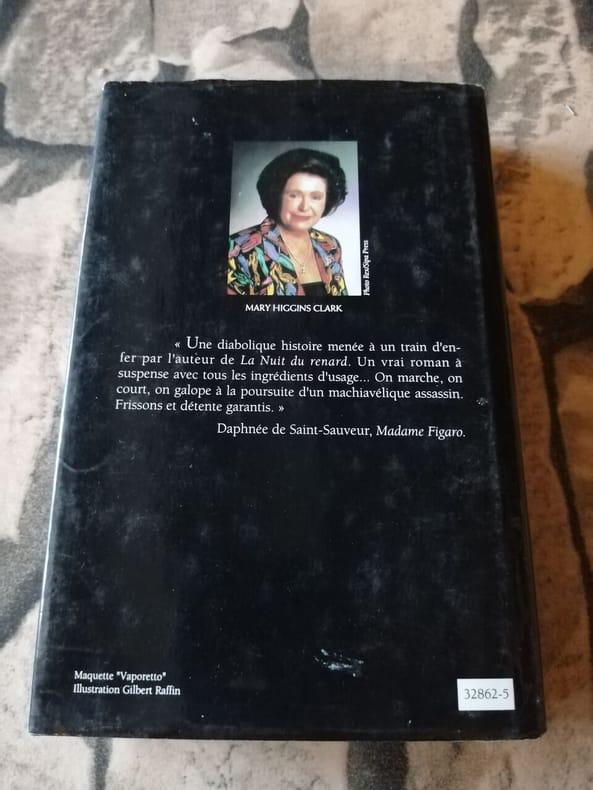 Photo Rex/Sipa Press
MARY HIGGINS CLARK
« Une diabolique histoire menée à un train d'en-
fer par l'auteur de La Nuit du renard. Un vrai roman à
suspense avec tous les ingrédients d'usage... On marche, on
court, on galope à la poursuite d'un machiavélique assassin.
Frissons et détente garantis. »
Daphnée de Saint-Sauveur, Madame Figaro.
Maquette "Vaporetto"
Illustration Gilbert Raffin
32862-5